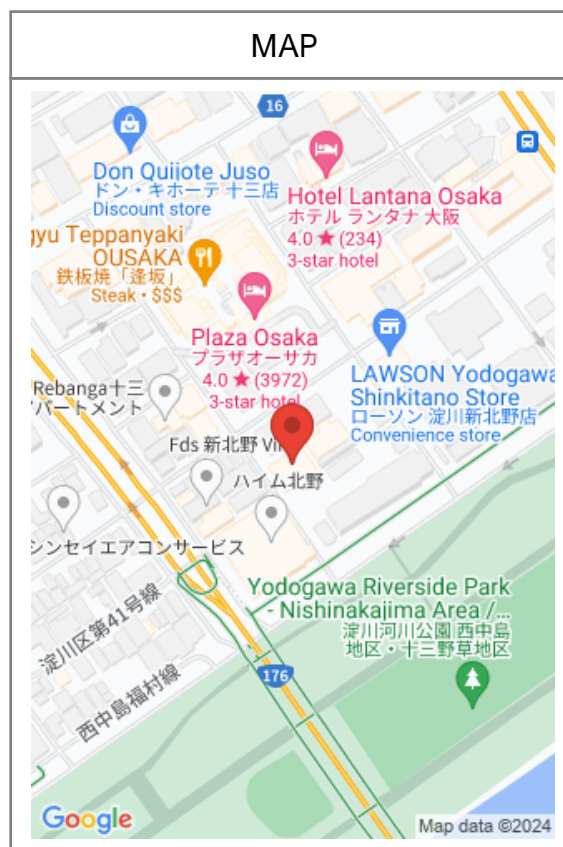 MAP
16
Don Quijote Juso
ドン・キホーテ 十三店
Discount store
Hotel Lantana Osaka
ホテル ランタナ 大阪
4.0 ★ (234)
3-star hotel
gyu Teppanyaki
OUSAKA
鉄板焼「逢坂」
Steak • $$$
Plaza Osaka
プラザオーサカ
4.0 ★ (3972)
3-star hotel
LAWSON Yodogawa
Shinkitano Store
ローソン 淀川新北野店
Convenience store
Rebanga十三
パートメント
Fds 新北野 Vi
ハイム北野
シンセイエアコンサービス
Yodogawa Riverside Park
- Nishinakajima Area /...
淀川河川公園 西中島
地区・十三野草地区
淀川区第41号線
西中島福村線
176
Google
Map data ©2024